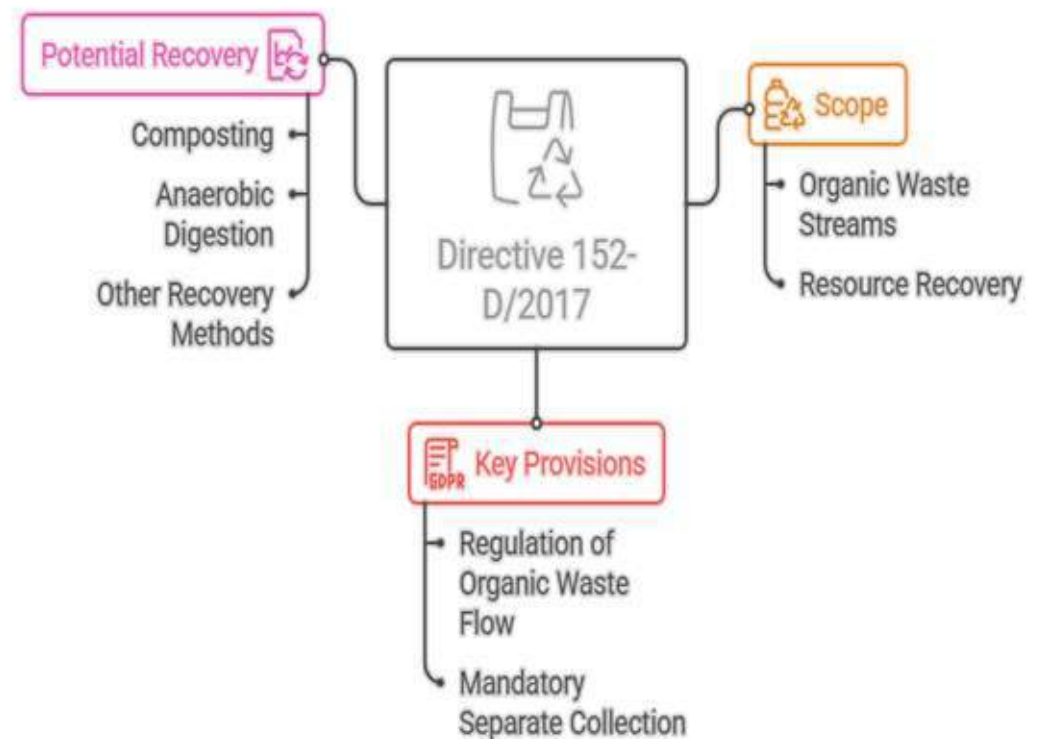 Potential Recovery
Composting
Anaerobic
Digestion
Other Recovery
Methods
Directive 152-
D/2017
Scope
Organic Waste
Streams
Resource Recovery
GDPR
Key Provisions
Regulation of
Organic Waste
Flow
Mandatory
Separate Collection